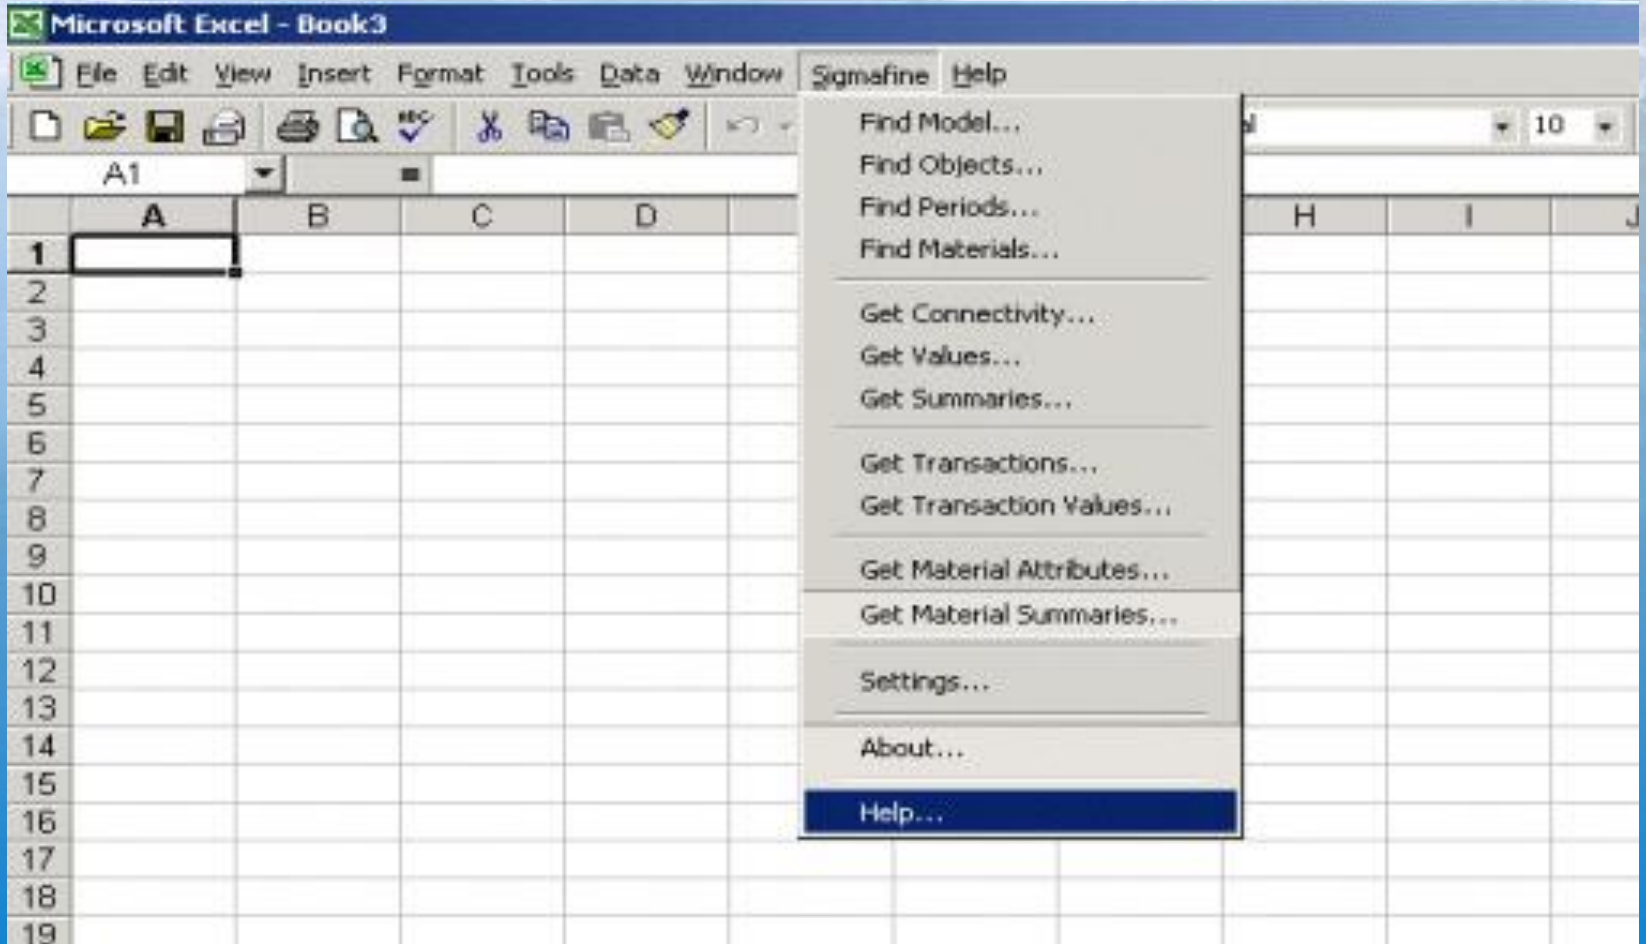 Microsoft Excel - Book3
File Edit View Insert Format Tools Data Window Sigmafine Help
10
A1 =
A B C D H I J
Find Model...
Find Objects...
Find Periods...
Find Materials...
Get Connectivity...
Get Values...
Get Summaries...
Get Transactions...
Get Transaction Values...
Get Material Attributes...
Get Material Summaries...
Settings...
About...
Help...
1
2
3
4
5
6
7
8
9
10
11
12
13
14
15
16
17
18
19